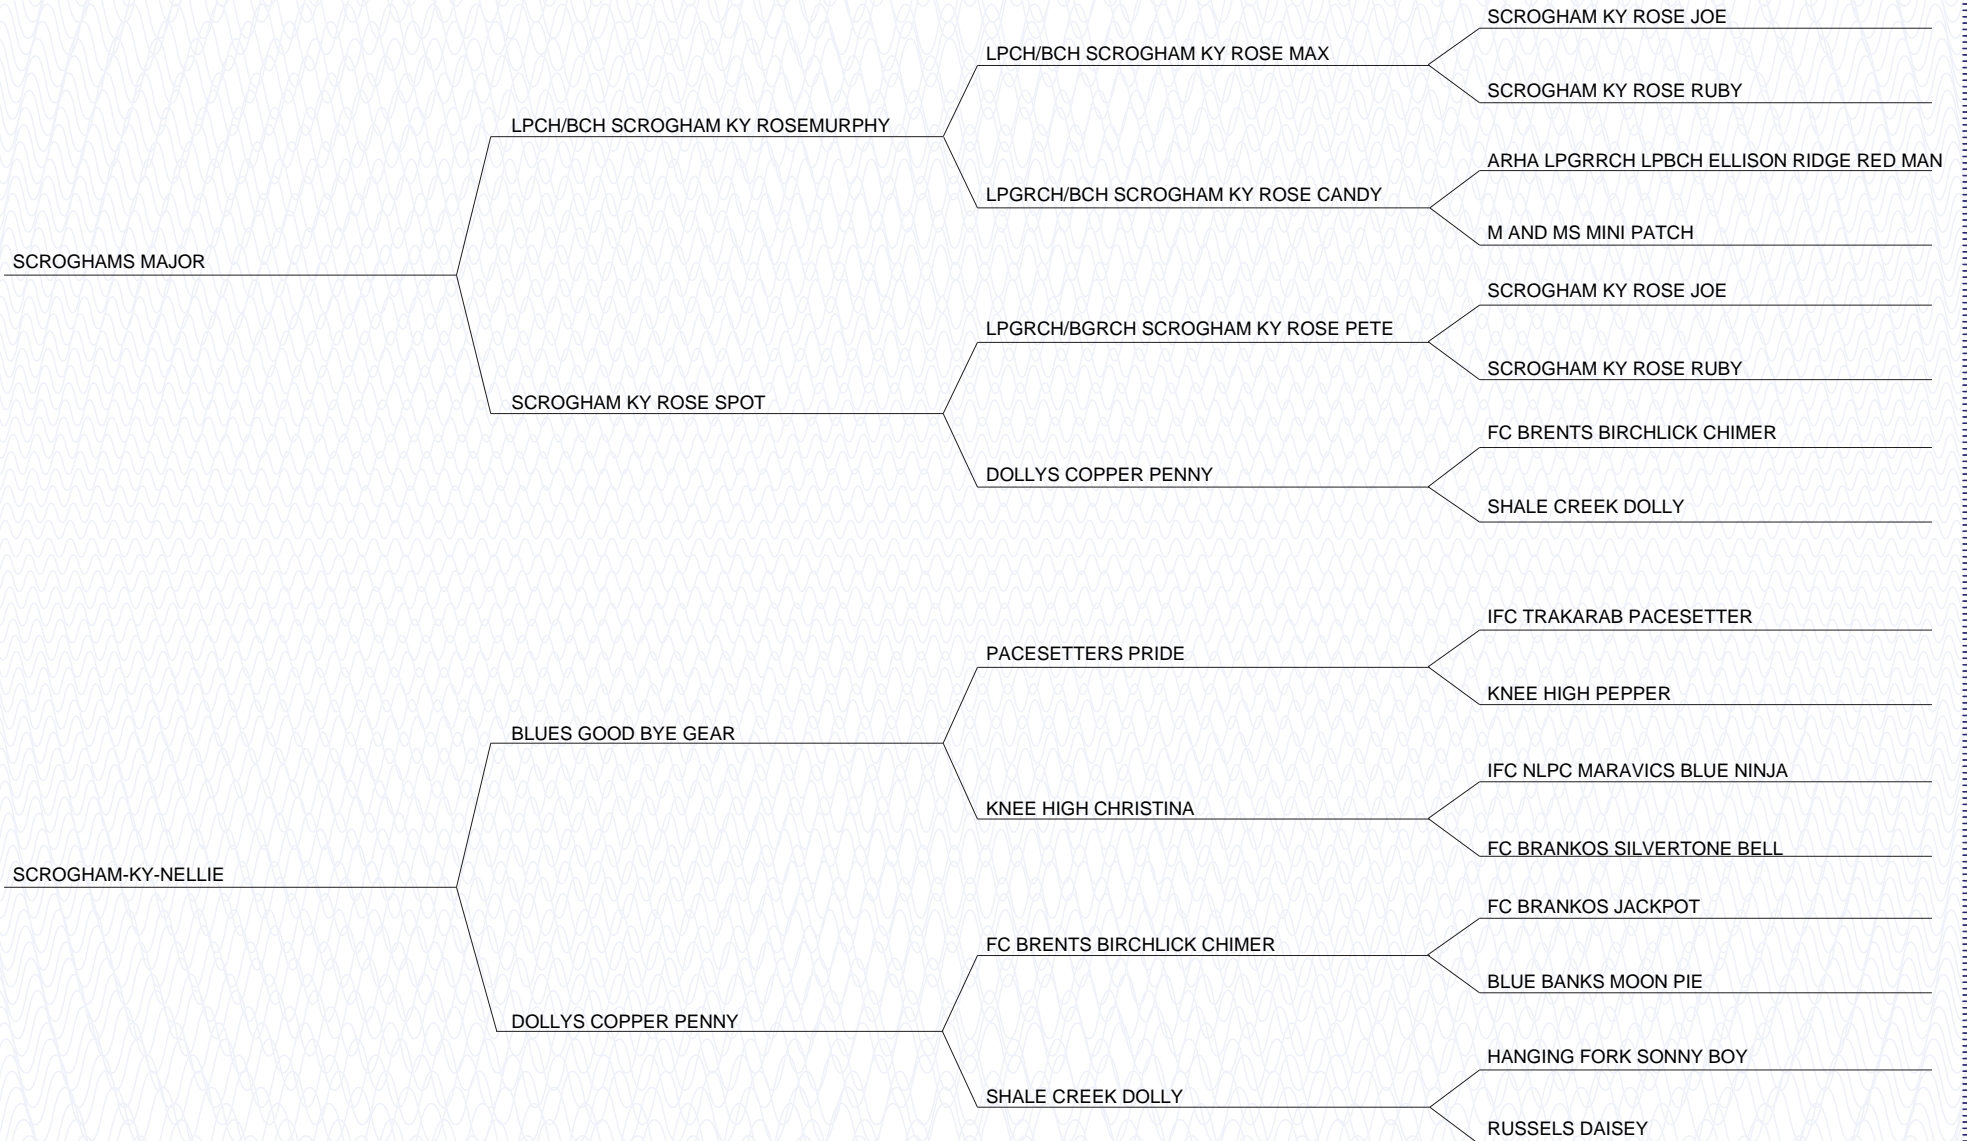 SCROGHAM KY ROSE JOE
LPCH/BCH SCROGHAM KY ROSE MAX
SCROGHAM KY ROSE RUBY
LPCH/BCH SCROGHAM KY ROSEMURPHY
ARHA LPGRRCH LPBCH ELLISON RIDGE RED MAN
LPGRCH/BCH SCROGHAM KY ROSE CANDY
M AND MS MINI PATCH
SCROGHAMS MAJOR
SCROGHAM KY ROSE JOE
LPGRCH/BGRCH SCROGHAM KY ROSE PETE
SCROGHAM KY ROSE RUBY
SCROGHAM KY ROSE SPOT
FC BRENTS BIRCHLICK CHIMER
DOLLYS COPPER PENNY
SHALE CREEK DOLLY
IFC TRAKARAB PACESETTER
PACESETTERS PRIDE
KNEE HIGH PEPPER
BLUES GOOD BYE GEAR
IFC NLPC MARAVICS BLUE NINJA
KNEE HIGH CHRISTINA
FC BRANKOS SILVERTONE BELL
SCROGHAM-KY-NELLIE
FC BRANKOS JACKPOT
FC BRENTS BIRCHLICK CHIMER
BLUE BANKS MOON PIE
DOLLYS COPPER PENNY
HANGING FORK SONNY BOY
SHALE CREEK DOLLY
RUSSELS DAISEY